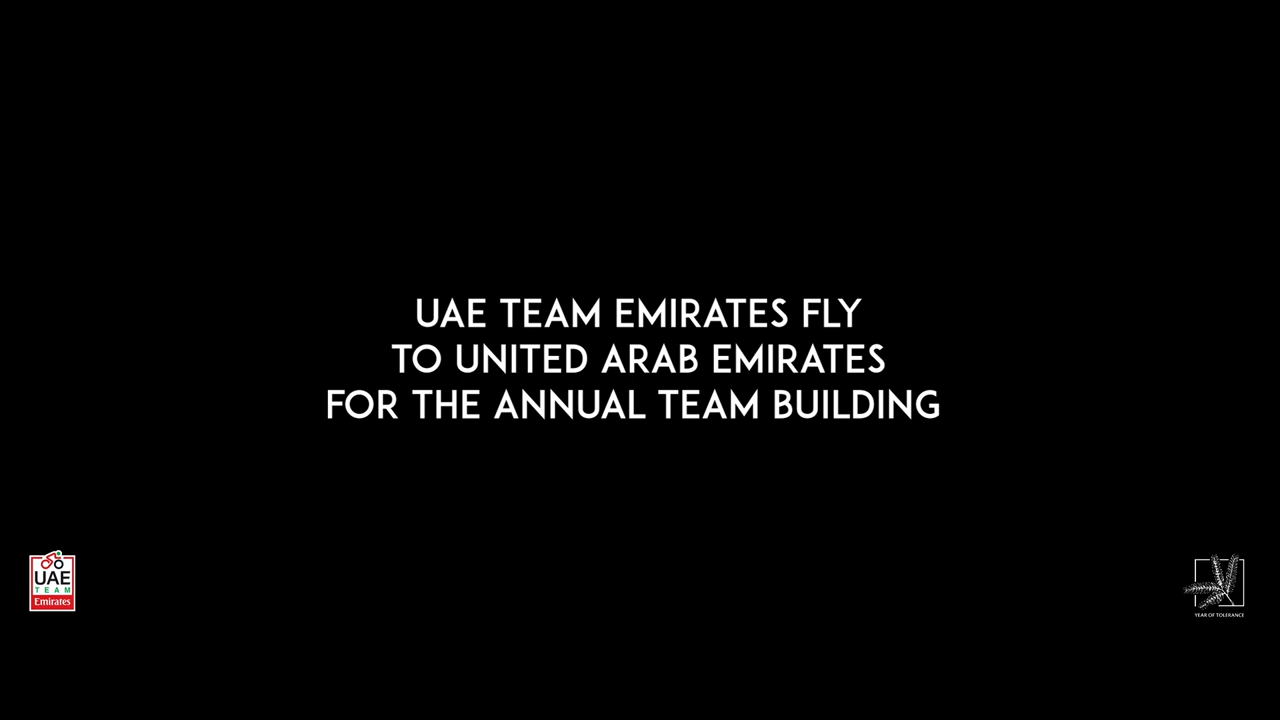 UAE TEAM EMIRATES FLY
TO UNITED ARAB EMIRATES
FOR THE ANNUAL TEAM BUILDING
UAE
TEAM
Emirates
YEAR OF TOLERANCE